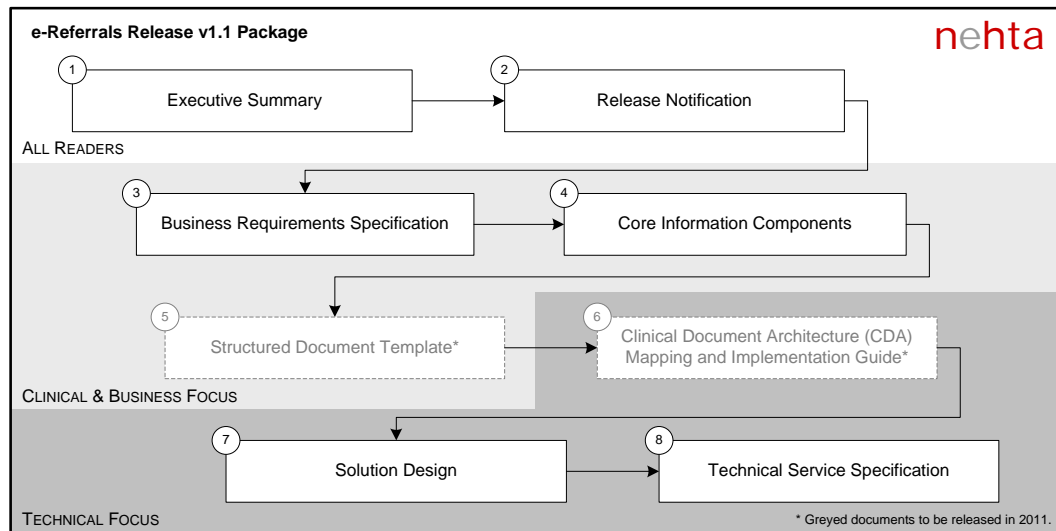 e-Referrals Release v1.1 Package
nehta
1
Executive Summary
2
Release Notification
ALL READERS
3
Business Requirements Specification
4
Core Information Components
5
Structured Document Template*
6
Clinical Document Architecture (CDA)
Mapping and Implementation Guide*
CLINICAL & BUSINESS FOCUS
7
Solution Design
8
Technical Service Specification
TECHNICAL FOCUS
* Greyed documents to be released in 2011.